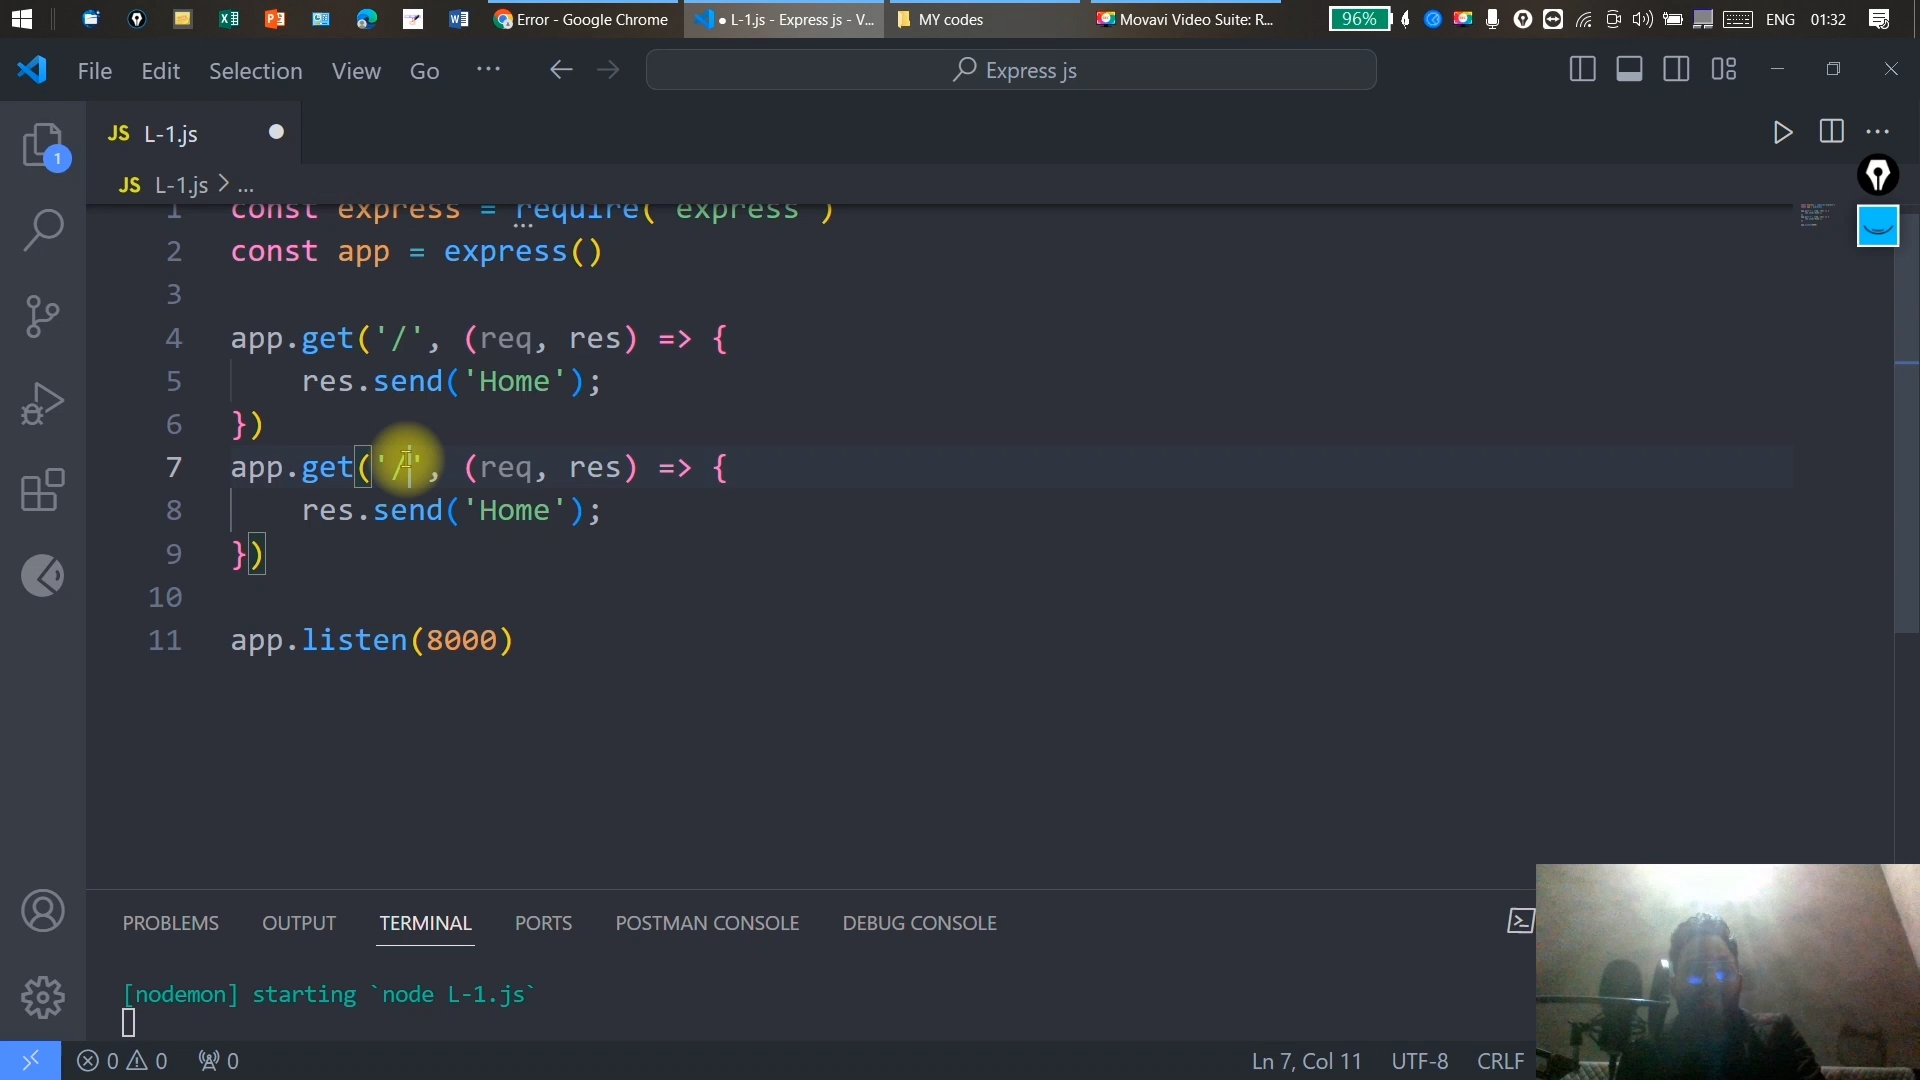 Error - Google Chrome
● L-1.js - Express js - V...
MY codes
Movavi Video Suite: R...
96%
ENG
01:32
File
Edit
Selection
View
Go
...
Express js
JS L-1.js
JS L-1.js > ...
1
1 const express = require('express')
2 const app = express()
3
4 app.get('/', (req, res) => {
5 res.send('Home');
6 })
7 app.get('/', (req, res) => {
8 res.send('Home');
9 })
10
11 app.listen(8000)
PROBLEMS
OUTPUT
TERMINAL
PORTS
POSTMAN CONSOLE
DEBUG CONSOLE
[nodemon] starting `node L-1.js`
0 0
0
Ln 7, Col 11
UTF-8
CRLF